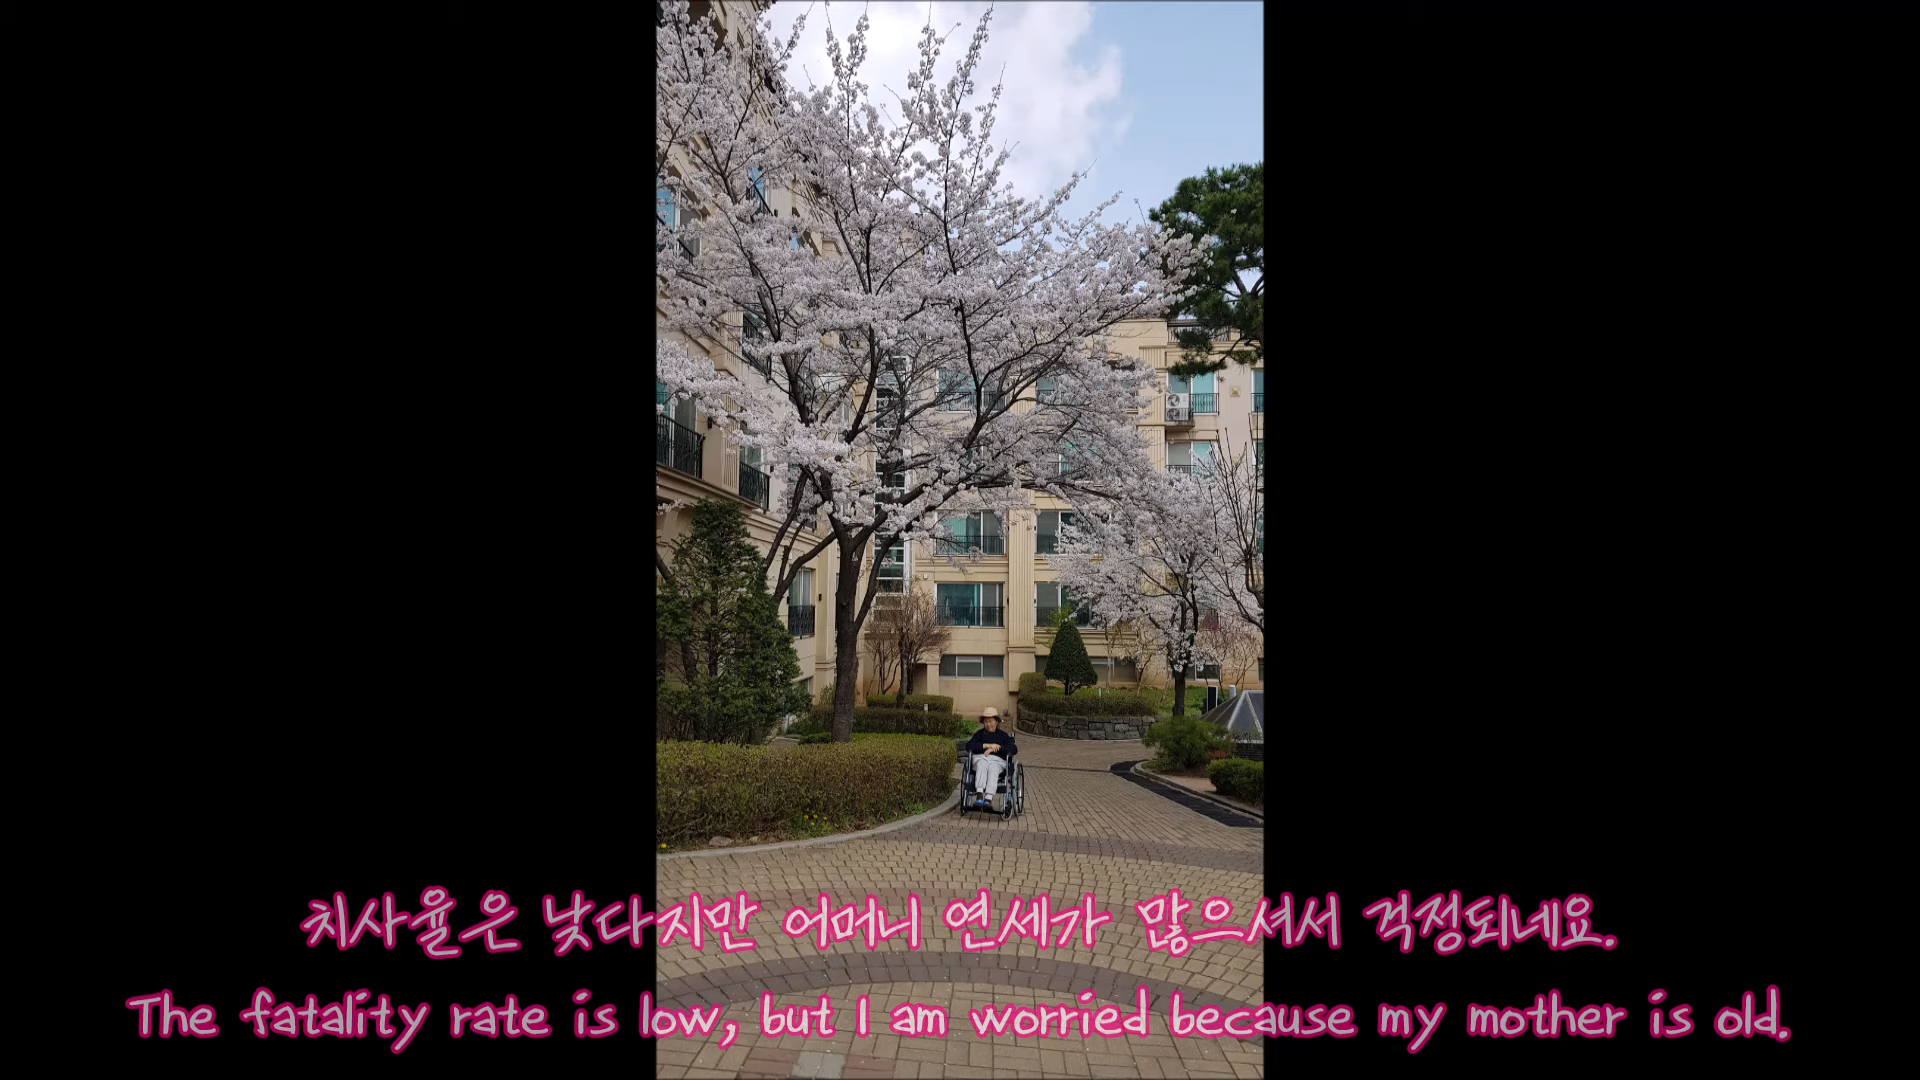 치사율은 낮다지만 어머니 연세가 많으셔서 걱정되네요.
The fatality rate is low, but I am worried because my mother is old.